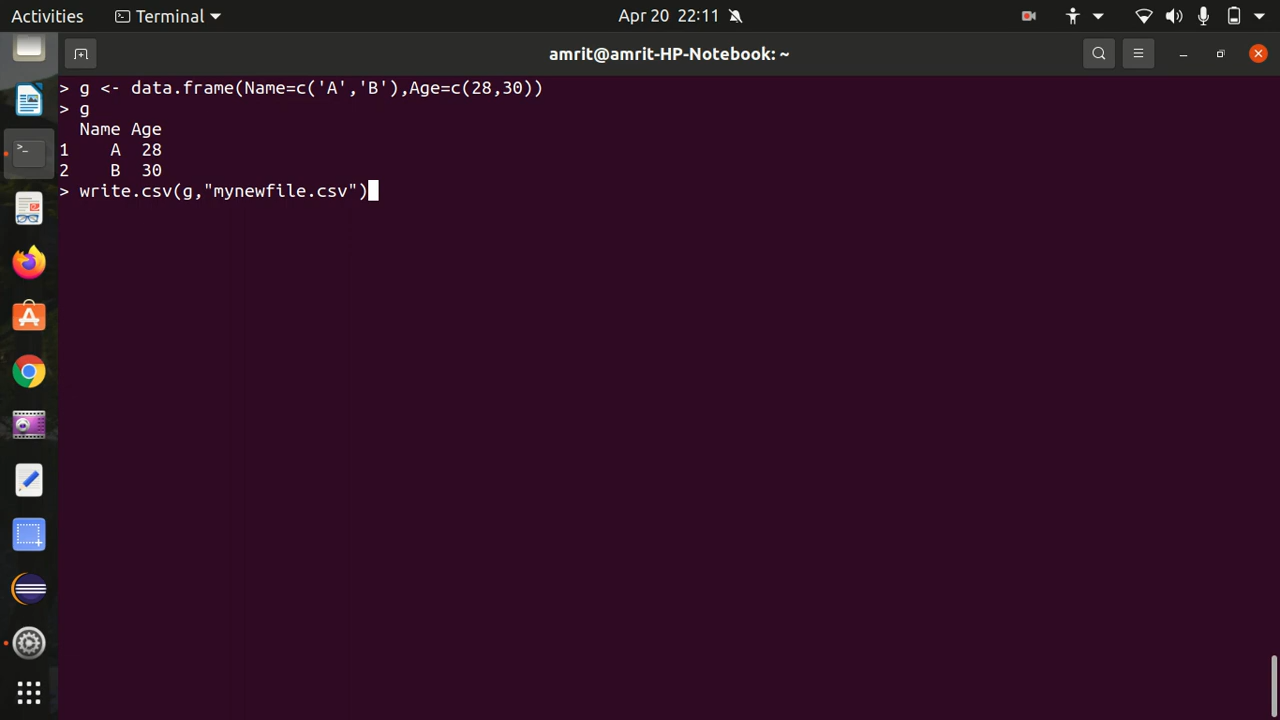 Activities Terminal Apr 20 22:11
amrit@amrit-HP-Notebook: ~
> g <- data.frame(Name=c('A','B'),Age=c(28,30))
> g
  Name Age
1    A  28
2    B  30
> write.csv(g,"mynewfile.csv")